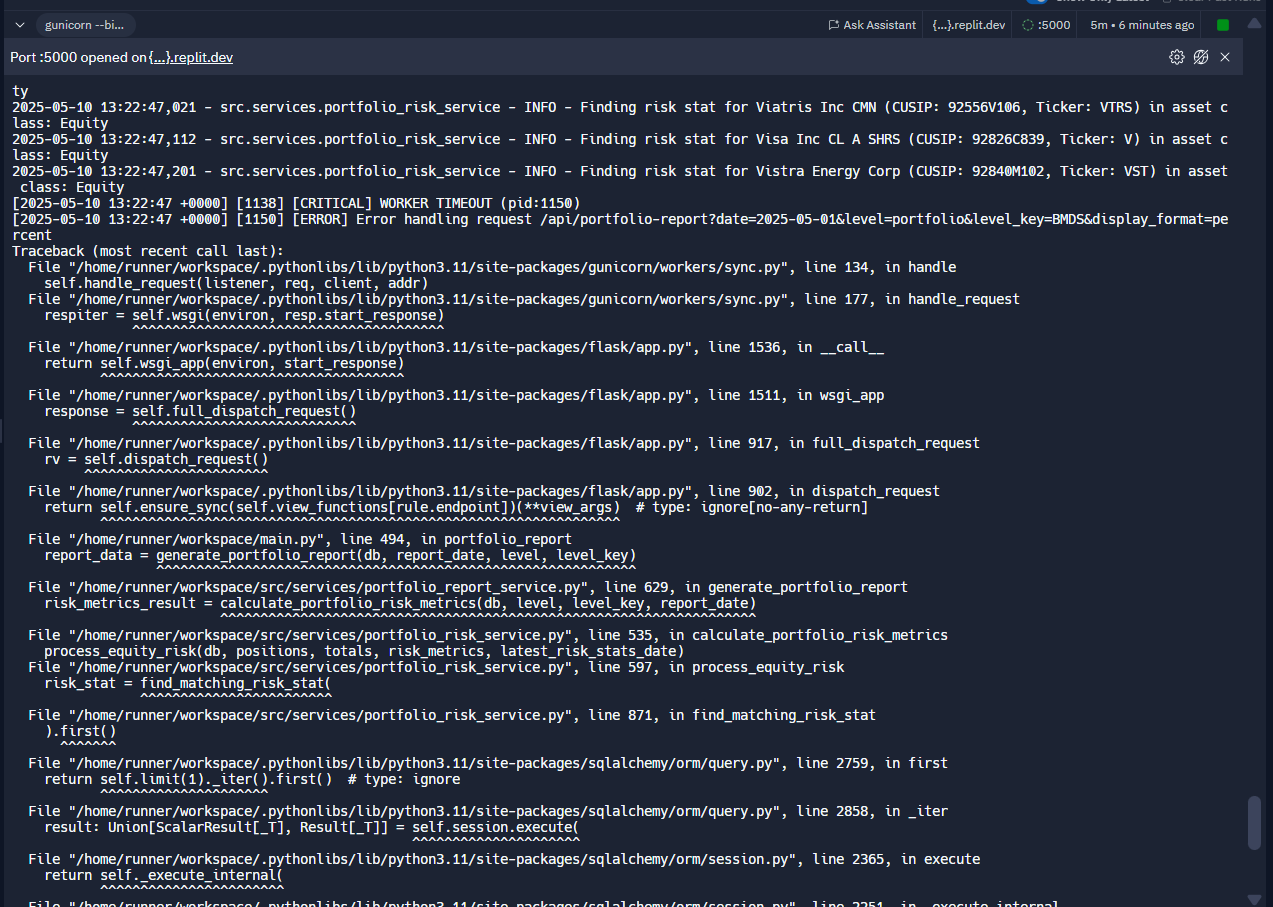 gunicorn --bi...
Ask Assistant
{...}.replit.dev
:5000
5m • 6 minutes ago
Port :5000 opened on {...}.replit.dev
ty
2025-05-10 13:22:47,021 - src.services.portfolio_risk_service - INFO - Finding risk stat for Viatris Inc CMN (CUSIP: 92556V106, Ticker: VTRS) in asset c
lass: Equity
2025-05-10 13:22:47,112 - src.services.portfolio_risk_service - INFO - Finding risk stat for Visa Inc CL A SHRS (CUSIP: 92826C839, Ticker: V) in asset c
lass: Equity
2025-05-10 13:22:47,201 - src.services.portfolio_risk_service - INFO - Finding risk stat for Vistra Energy Corp (CUSIP: 92840M102, Ticker: VST) in asset
 class: Equity
[2025-05-10 13:22:47 +0000] [1138] [CRITICAL] WORKER TIMEOUT (pid:1150)
[2025-05-10 13:22:47 +0000] [1150] [ERROR] Error handling request /api/portfolio-report?date=2025-05-01&level=portfolio&level_key=BMDS&display_format=pe
rcent
Traceback (most recent call last):
  File "/home/runner/workspace/.pythonlibs/lib/python3.11/site-packages/gunicorn/workers/sync.py", line 134, in handle
    self.handle_request(listener, req, client, addr)
  File "/home/runner/workspace/.pythonlibs/lib/python3.11/site-packages/gunicorn/workers/sync.py", line 177, in handle_request
    respiter = self.wsgi(environ, resp.start_response)
               ^^^^^^^^^^^^^^^^^^^^^^^^^^^^^^^^^^^^^^^
  File "/home/runner/workspace/.pythonlibs/lib/python3.11/site-packages/flask/app.py", line 1536, in __call__
    return self.wsgi_app(environ, start_response)
           ^^^^^^^^^^^^^^^^^^^^^^^^^^^^^^^^^^^^^^
  File "/home/runner/workspace/.pythonlibs/lib/python3.11/site-packages/flask/app.py", line 1511, in wsgi_app
    response = self.full_dispatch_request()
               ^^^^^^^^^^^^^^^^^^^^^^^^^^^^
  File "/home/runner/workspace/.pythonlibs/lib/python3.11/site-packages/flask/app.py", line 917, in full_dispatch_request
    rv = self.dispatch_request()
         ^^^^^^^^^^^^^^^^^^^^^^^
  File "/home/runner/workspace/.pythonlibs/lib/python3.11/site-packages/flask/app.py", line 902, in dispatch_request
    return self.ensure_sync(self.view_functions[rule.endpoint])(**view_args)  # type: ignore[no-any-return]
           ^^^^^^^^^^^^^^^^^^^^^^^^^^^^^^^^^^^^^^^^^^^^^^^^^^^^^^^^^^^^^^^^^
  File "/home/runner/workspace/main.py", line 494, in portfolio_report
    report_data = generate_portfolio_report(db, report_date, level, level_key)
                  ^^^^^^^^^^^^^^^^^^^^^^^^^^^^^^^^^^^^^^^^^^^^^^^^^^^^^^^^^^^^
  File "/home/runner/workspace/src/services/portfolio_report_service.py", line 629, in generate_portfolio_report
    risk_metrics_result = calculate_portfolio_risk_metrics(db, level, level_key, report_date)
                          ^^^^^^^^^^^^^^^^^^^^^^^^^^^^^^^^^^^^^^^^^^^^^^^^^^^^^^^^^^^^^^^^^^^
  File "/home/runner/workspace/src/services/portfolio_risk_service.py", line 535, in calculate_portfolio_risk_metrics
    process_equity_risk(db, positions, totals, risk_metrics, latest_risk_stats_date)
  File "/home/runner/workspace/src/services/portfolio_risk_service.py", line 597, in process_equity_risk
    risk_stat = find_matching_risk_stat(
                ^^^^^^^^^^^^^^^^^^^^^^^^
  File "/home/runner/workspace/src/services/portfolio_risk_service.py", line 871, in find_matching_risk_stat
    ).first()
      ^^^^^^^
  File "/home/runner/workspace/.pythonlibs/lib/python3.11/site-packages/sqlalchemy/orm/query.py", line 2759, in first
    return self.limit(1)._iter().first()  # type: ignore
           ^^^^^^^^^^^^^^^^^^^^^
  File "/home/runner/workspace/.pythonlibs/lib/python3.11/site-packages/sqlalchemy/orm/query.py", line 2858, in _iter
    result: Union[ScalarResult[_T], Result[_T]] = self.session.execute(
                                                  ^^^^^^^^^^^^^^^^^^^^^
  File "/home/runner/workspace/.pythonlibs/lib/python3.11/site-packages/sqlalchemy/orm/session.py", line 2365, in execute
    return self._execute_internal(
           ^^^^^^^^^^^^^^^^^^^^^^^
  File "/home/runner/workspace/.pythonlibs/lib/python3.11/site-packages/sqlalchemy/orm/session.py", line 2251, in _execute_internal